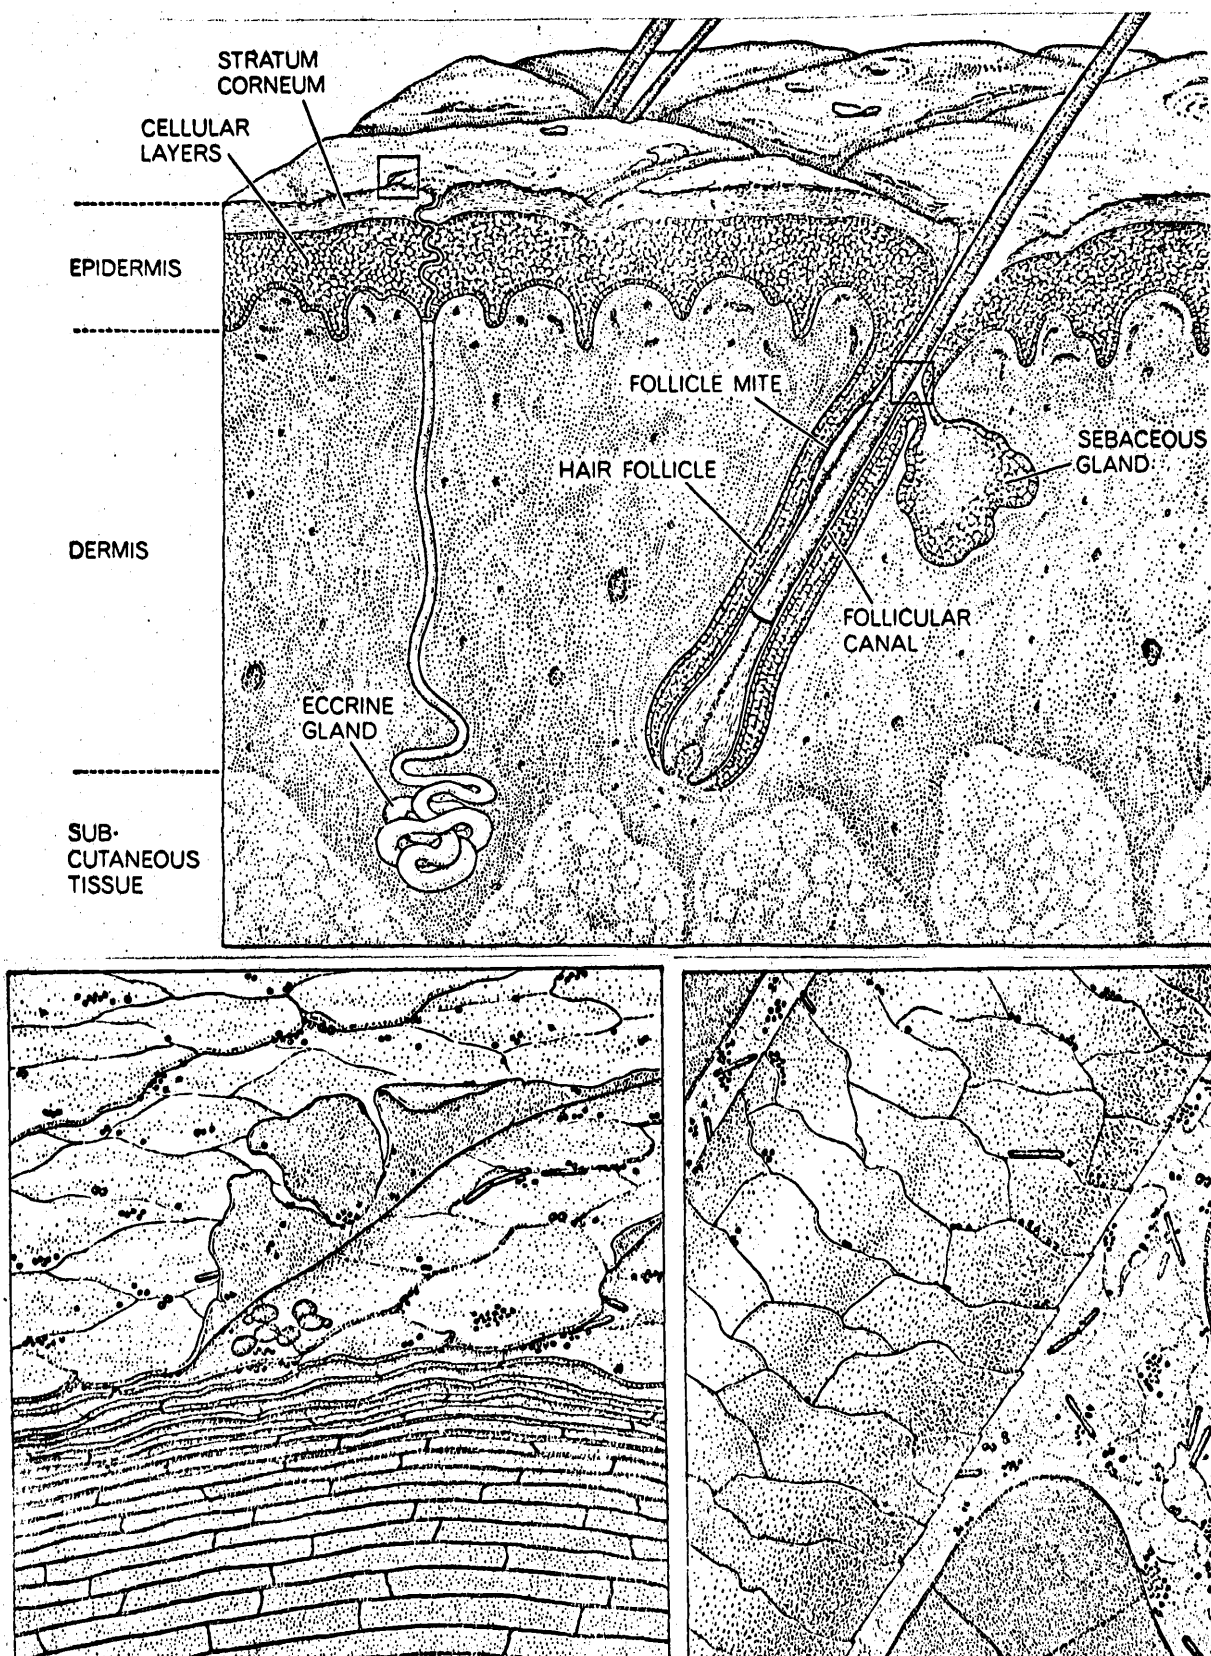 STRATUM
CORNEUM
CELLULAR
LAYERS
EPIDERMIS
FOLLICLE MITE
SEBACEOUS
GLAND
HAIR FOLLICLE
DERMIS
FOLLICULAR
CANAL
ECCRINE
GLAND
SUB-
CUTANEOUS
TISSUE